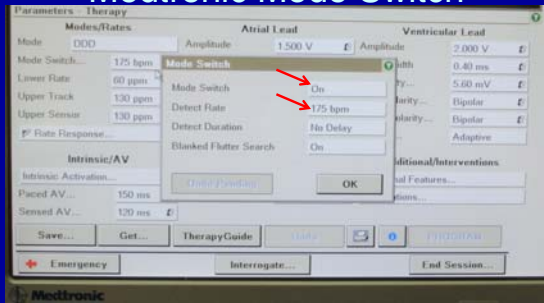 Medtronic Mode Switch
Parameters - Therapy
Modes/Rates
Atrial Lead
Ventricular Lead
Mode DDD
Amplitude 1.500 V
Amplitude 2.000 V
Mode Switch... 175 bpm
Mode Switch
0.40 ms
Lower Rate 60 ppm
Mode Switch On
5.60 mV
Upper Track 130 ppm
Detect Rate 175 bpm
Bipolar
Upper Sensor 130 ppm
Detect Duration No Delay
Bipolar
Rate Response...
Blanked Flutter Search On
Adaptive
Intrinsic/AV
Additional/Interventions
Intrinsic Activation...
Undo Pending
OK
Paced AV... 150 ms
Sensed AV... 120 ms
Save...
Get...
TherapyGuide
PROGRAM
Emergency
Interrogate...
End Session...
Medtronic